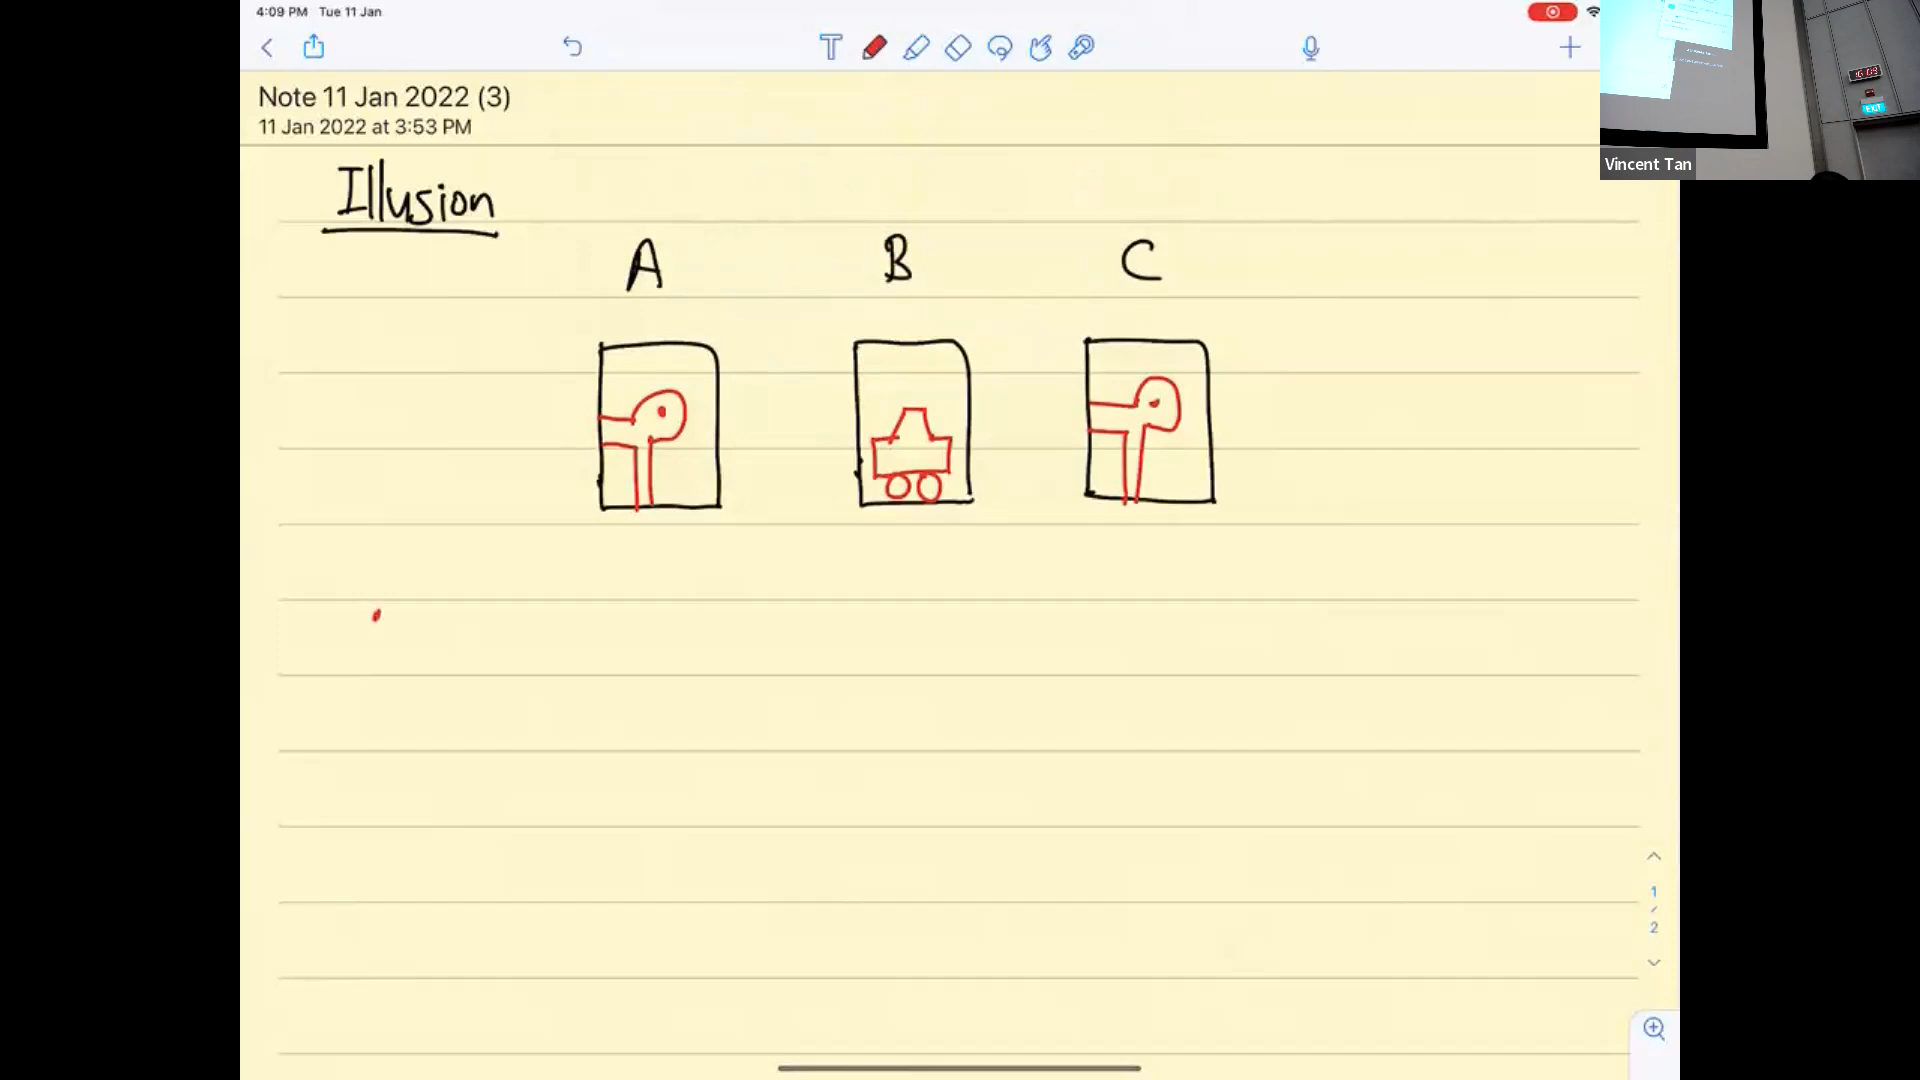 4:09 PM Tue 11 Jan
Note 11 Jan 2022 (3)
11 Jan 2022 at 3:53 PM
Vincent Tan
EXIT
Illusion
A B C
1
/
2